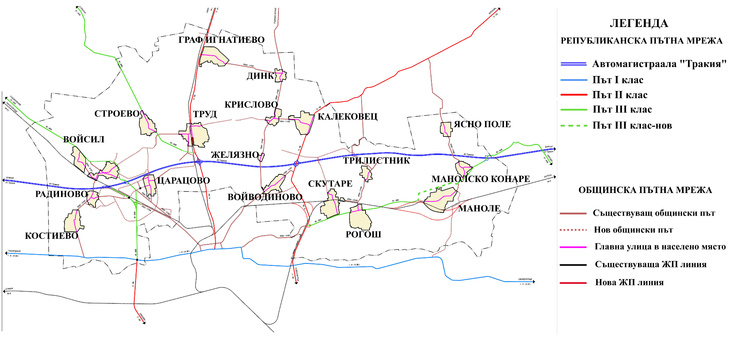 ГРАФ ИГНАТИЕВО
ДИНК
КРИСЛОВО
СТРОЕВО
ТРУД
КАЛЕКОВЕЦ
ЯСНО ПОЛЕ
ВОЙСИЛ
ЖЕЛЯЗНО
ТРИЛИСТНИК
МАНОЛСКО КОНАРЕ
ЦАРАЦОВО
СКУТАРЕ
РАДИНОВО
ВОЙВОДИНОВО
МАНОЛЕ
КОСТИЕВО
РОГОШ
ЛЕГЕНДА
РЕПУБЛИКАНСКА ПЪТНА МРЕЖА
Автомагистраала "Тракия"
Път I клас
Път II клас
Път III клас
Път III клас-нов
ОБЩИНСКА ПЪТНА МРЕЖА
Съществуващ общински път
Нов общински път
Главна улица в населено място
Съществуваща ЖП линия
Нова ЖП линия